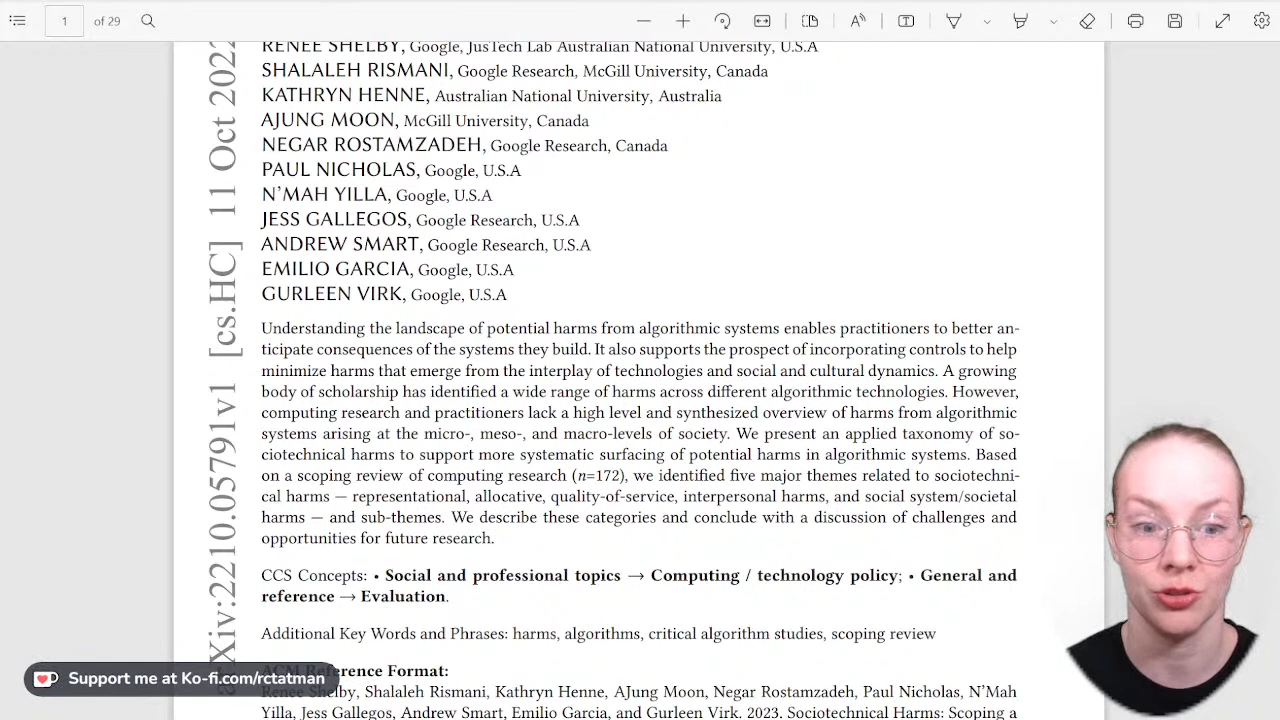 1 of 29
RENEE SHELBY, Google, JusTech Lab Australian National University, U.S.A
SHALALEH RISMANI, Google Research, McGill University, Canada
KATHRYN HENNE, Australian National University, Australia
AJUNG MOON, McGill University, Canada
NEGAR ROSTAMZADEH, Google Research, Canada
PAUL NICHOLAS, Google, U.S.A
N'MAH YILLA, Google, U.S.A
JESS GALLEGOS, Google Research, U.S.A
ANDREW SMART, Google Research, U.S.A
EMILIO GARCIA, Google, U.S.A
GURLEEN VIRK, Google, U.S.A
Understanding the landscape of potential harms from algorithmic systems enables practitioners to better an-
ticipate consequences of the systems they build. It also supports the prospect of incorporating controls to help
minimize harms that emerge from the interplay of technologies and social and cultural dynamics. A growing
body of scholarship has identified a wide range of harms across different algorithmic technologies. However,
computing research and practitioners lack a high level and synthesized overview of harms from algorithmic
systems arising at the micro-, meso-, and macro-levels of society. We present an applied taxonomy of so-
ciotechnical harms to support more systematic surfacing of potential harms in algorithmic systems. Based
on a scoping review of computing research (n=172), we identified five major themes related to sociotechni-
cal harms — representational, allocative, quality-of-service, interpersonal harms, and social system/societal
harms — and sub-themes. We describe these categories and conclude with a discussion of challenges and
opportunities for future research.
CCS Concepts: • Social and professional topics → Computing / technology policy; • General and
reference → Evaluation.
Additional Key Words and Phrases: harms, algorithms, critical algorithm studies, scoping review
ACM Reference Format:
Renee Shelby, Shalaleh Rismani, Kathryn Henne, AJung Moon, Negar Rostamzadeh, Paul Nicholas, N'Mah
Yilla, Jess Gallegos, Andrew Smart, Emilio Garcia, and Gurleen Virk. 2023. Sociotechnical Harms: Scoping a
arXiv:2210.05791v1 [cs.HC] 11 Oct 202
Support me at Ko-fi.com/rctatman